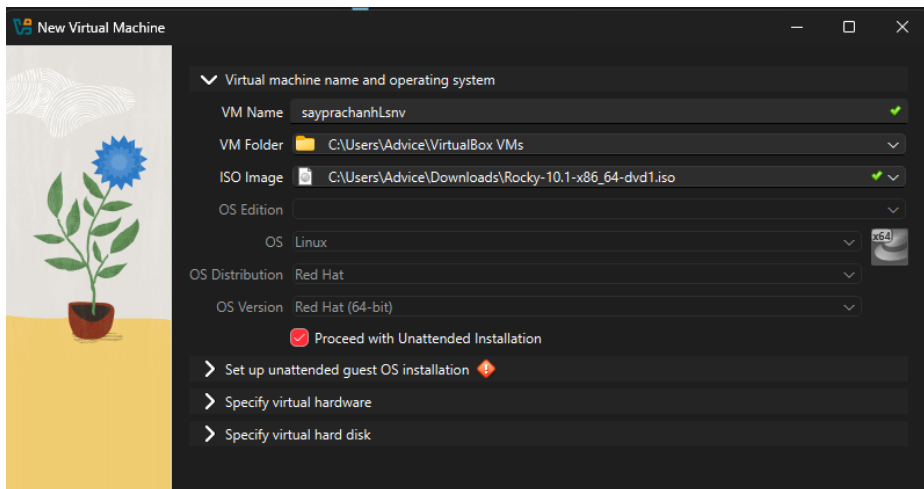 New Virtual Machine
Virtual machine name and operating system
VM Name sayprachanhLsnv
VM Folder C:\Users\Advice\VirtualBox VMs
ISO Image C:\Users\Advice\Downloads\Rocky-10.1-x86_64-dvd1.iso
OS Edition
OS Linux x64
OS Distribution Red Hat
OS Version Red Hat (64-bit)
Proceed with Unattended Installation
Set up unattended guest OS installation
Specify virtual hardware
Specify virtual hard disk